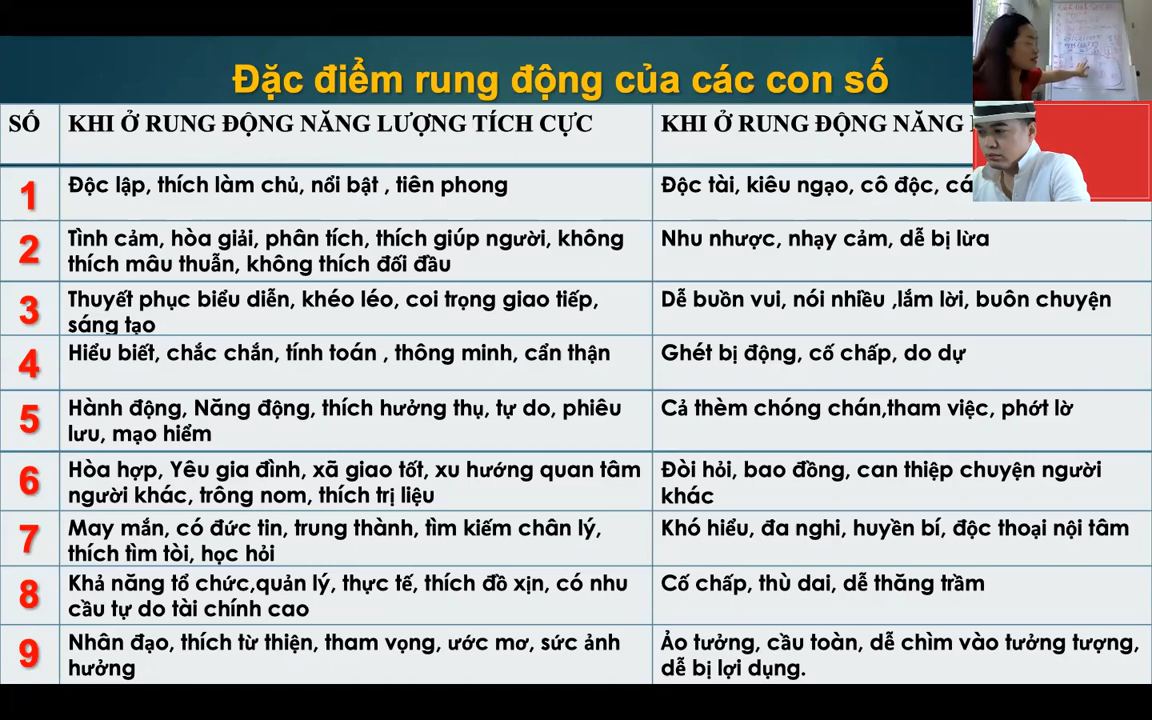 Đặc điểm rung động của các con số
SỐ
KHI Ở RUNG ĐỘNG NĂNG LƯỢNG TÍCH CỰC
KHI Ở RUNG ĐỘNG NĂNG
1
Độc lập, thích làm chủ, nổi bật , tiên phong
Độc tài, kiêu ngạo, cô độc,
2
Tình cảm, hòa giải, phân tích, thích giúp người, không
thích mâu thuẫn, không thích đối đầu
Nhu nhược, nhạy cảm, dễ bị lừa
3
Thuyết phục biểu diễn, khéo léo, coi trọng giao tiếp,
sáng tạo
Dễ buồn vui, nói nhiều ,lắm lời, buôn chuyện
4
Hiểu biết, chắc chắn, tính toán , thông minh, cẩn thận
Ghét bị động, cố chấp, do dự
5
Hành động, Năng động, thích hưởng thụ, tự do, phiêu
lưu, mạo hiểm
Cả thèm chóng chán,tham việc, phớt lờ
6
Hòa hợp, Yêu gia đình, xã giao tốt, xu hướng quan tâm
người khác, trông nom, thích trị liệu
Đòi hỏi, bao đồng, can thiệp chuyện người
khác
7
May mắn, có đức tin, trung thành, tìm kiếm chân lý,
thích tìm tòi, học hỏi
Khó hiểu, đa nghi, huyền bí, độc thoại nội tâm
8
Khả năng tổ chức,quản lý, thực tế, thích đồ xịn, có nhu
cầu tự do tài chính cao
Cố chấp, thù dai, dễ thăng trầm
9
Nhân đạo, thích từ thiện, tham vọng, ước mơ, sức ảnh
hưởng
Ảo tưởng, cầu toàn, dễ chìm vào tưởng tượng,
dễ bị lợi dụng.